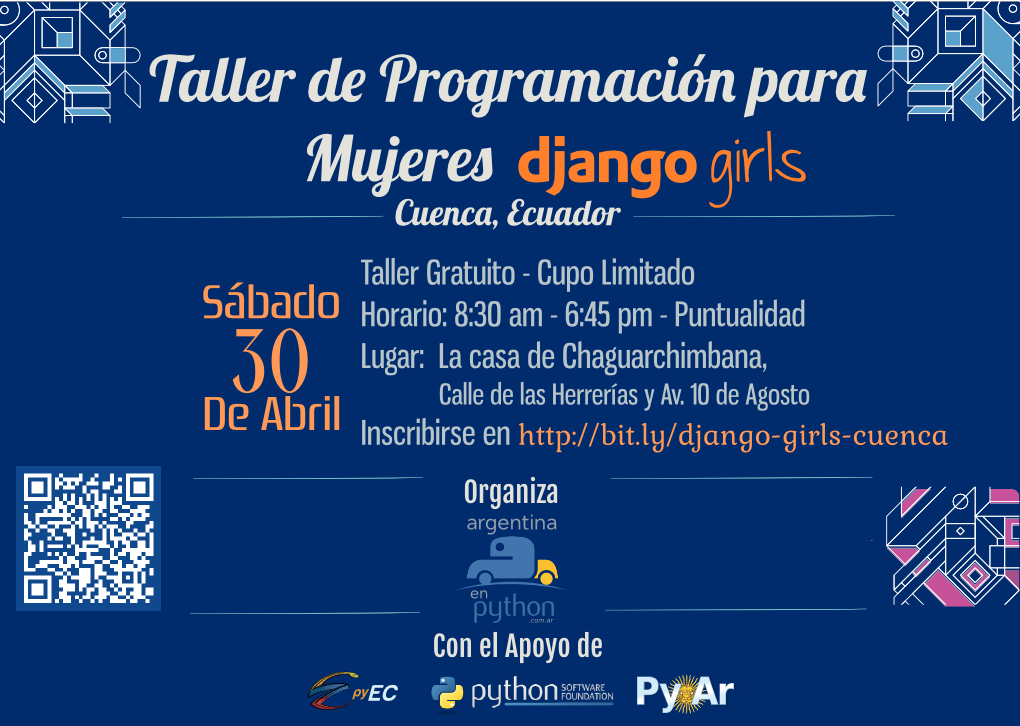 Taller de Programación para
Mujeres django girls
Cuenca, Ecuador
Sábado
30
De Abril
Taller Gratuito - Cupo Limitado
Horario: 8:30 am - 6:45 pm - Puntualidad
Lugar: La casa de Chaguarchimbana,
Calle de las Herrerías y Av. 10 de Agosto
Inscribirse en http://bit.ly/django-girls-cuenca
Organiza
argentina
en
python
.com.ar
Con el Apoyo de
pyEC
python SOFTWARE FOUNDATION
PyAr